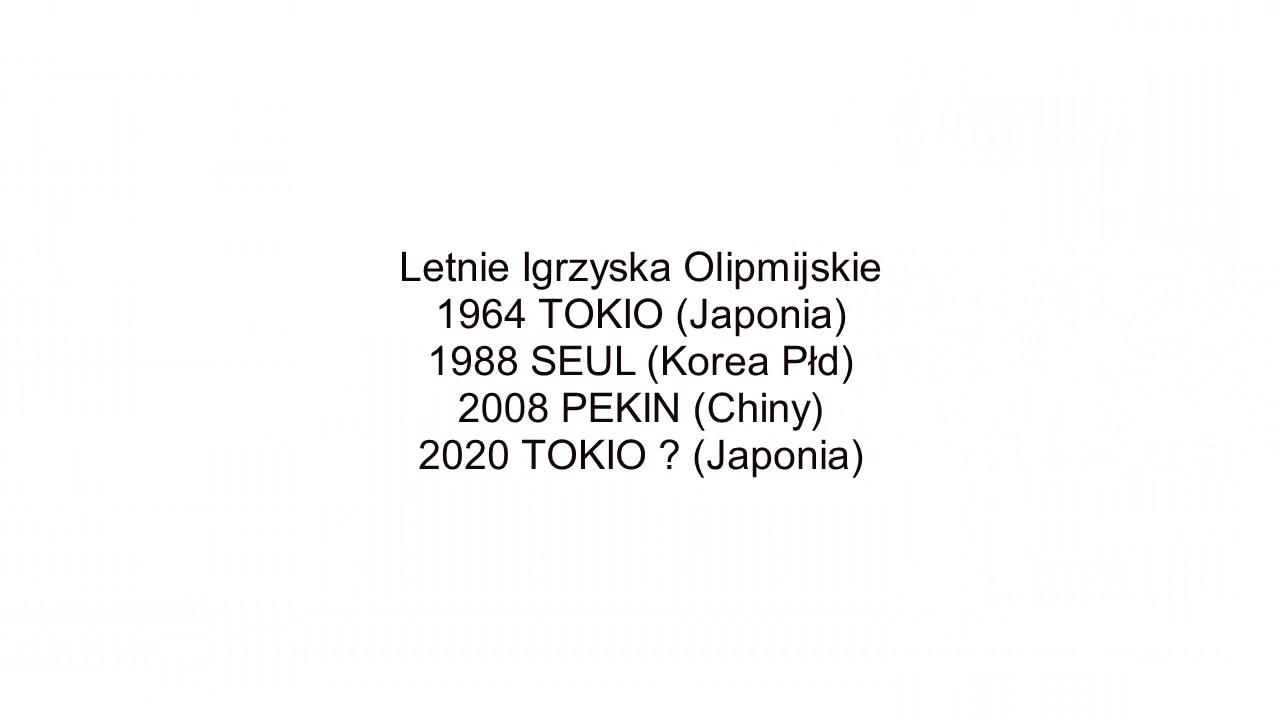 Letnie Igrzyska Olipmijskie
1964 TOKIO (Japonia)
1988 SEUL (Korea Płd)
2008 PEKIN (Chiny)
2020 TOKIO ? (Japonia)